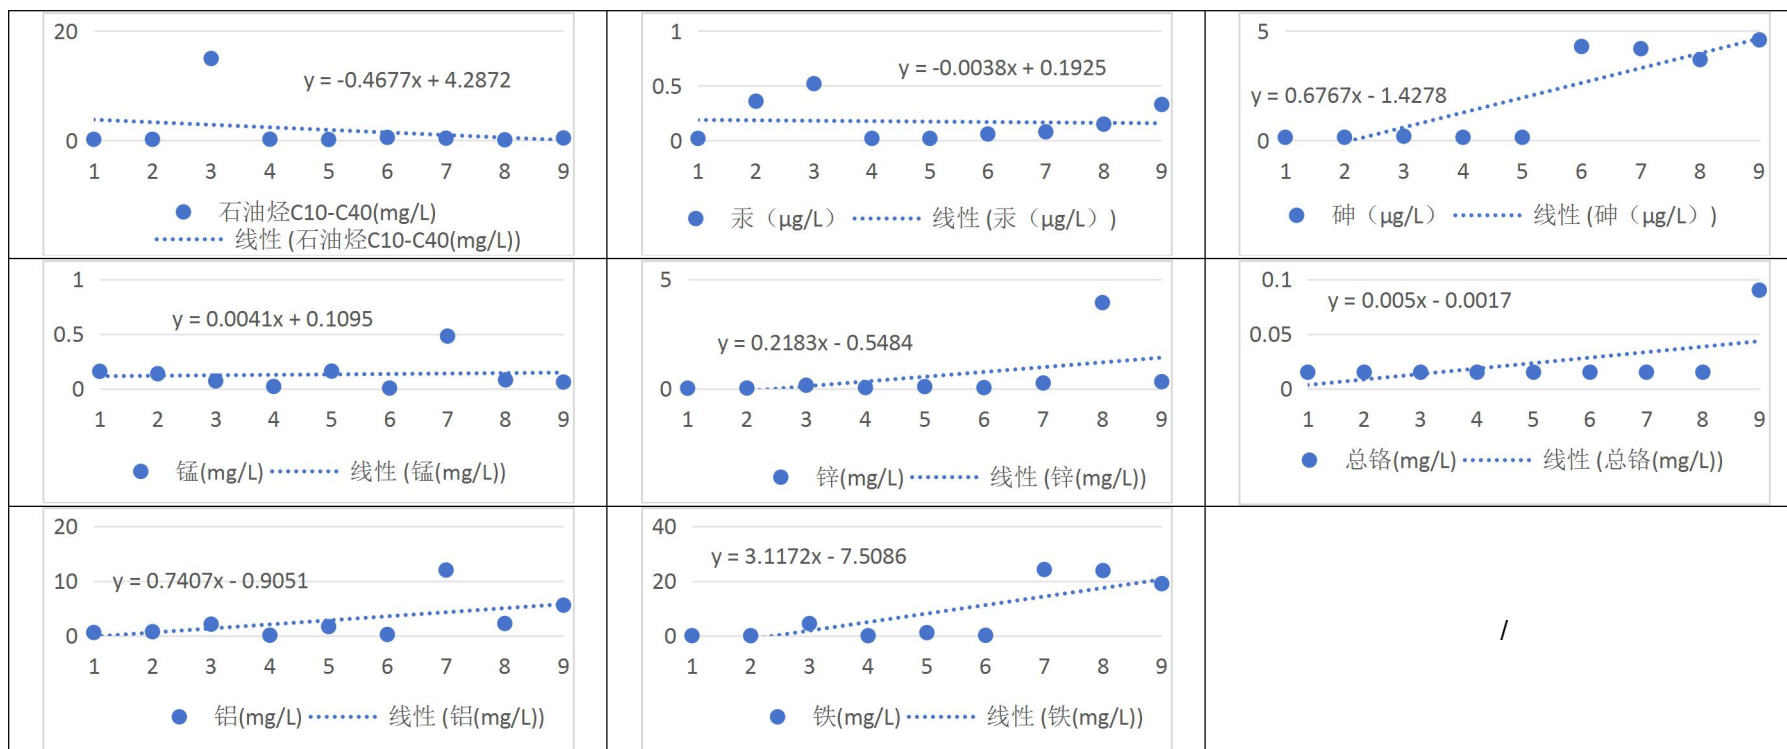 20
y = -0.4677x + 4.2872
0
1 2 3 4 5 6 7 8 9
石油烃C10-C40(mg/L)
线性 (石油烃C10-C40(mg/L))
1
y = -0.0038x + 0.1925
0.5
0
1 2 3 4 5 6 7 8 9
汞（μg/L） 线性 (汞（μg/L）)
5
y = 0.6767x - 1.4278
0
1 2 3 4 5 6 7 8 9
砷（μg/L） 线性 (砷（μg/L）)
1
y = 0.0041x + 0.1095
0.5
0
1 2 3 4 5 6 7 8 9
锰(mg/L) 线性 (锰(mg/L))
5
y = 0.2183x - 0.5484
0
1 2 3 4 5 6 7 8 9
锌(mg/L) 线性 (锌(mg/L))
0.1
y = 0.005x - 0.0017
0.05
0
1 2 3 4 5 6 7 8 9
总铬(mg/L) 线性 (总铬(mg/L))
20
10
y = 0.7407x - 0.9051
0
1 2 3 4 5 6 7 8 9
铝(mg/L) 线性 (铝(mg/L))
40
y = 3.1172x - 7.5086
20
0
1 2 3 4 5 6 7 8 9
铁(mg/L) 线性 (铁(mg/L))
/